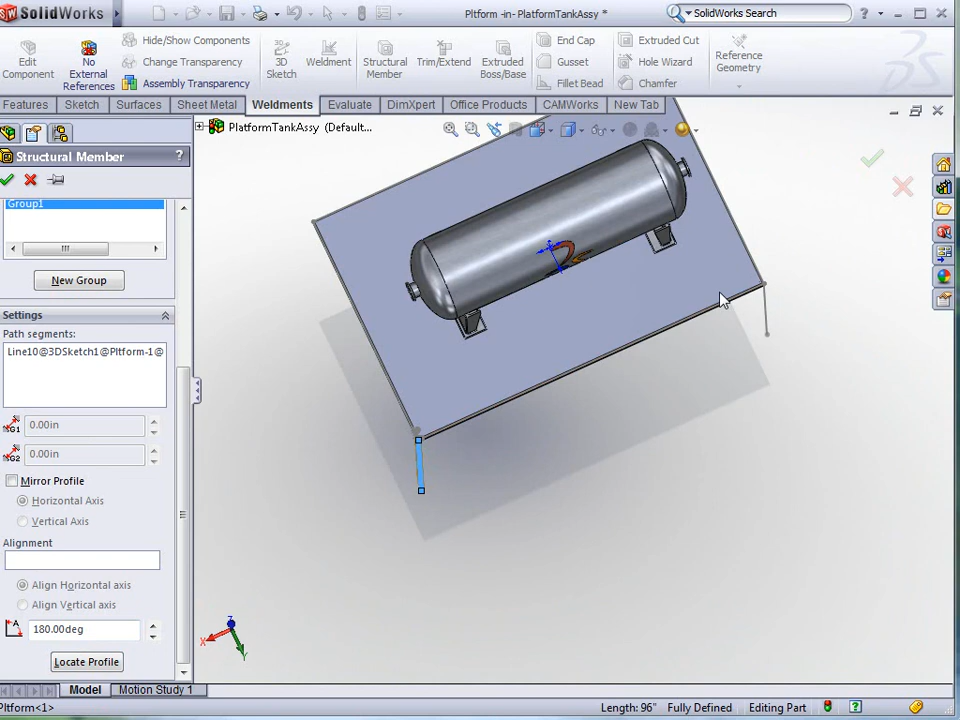 SolidWorks
Pltform -in- PlatformTankAssy *
SolidWorks Search
Edit Component
No External References
Hide/Show Components
Change Transparency
Assembly Transparency
3D Sketch
Weldment
Structural Member
Trim/Extend
Extruded Boss/Base
End Cap
Gusset
Fillet Bead
Extruded Cut
Hole Wizard
Chamfer
Reference Geometry
Features
Sketch
Surfaces
Sheet Metal
Weldments
Evaluate
DimXpert
Office Products
CAMWorks
New Tab
PlatformTankAssy (Default...
Structural Member
?
Group1
New Group
Settings
Path segments:
Line10@3DSketch1@Pltform-1@
G1
0.00in
G2
0.00in
Mirror Profile
Horizontal Axis
Vertical Axis
Alignment
Align Horizontal axis
Align Vertical axis
180.00deg
Locate Profile
X
Y
Z
Model
Motion Study 1
Pltform<1>
Length: 96"
Fully Defined
Editing Part